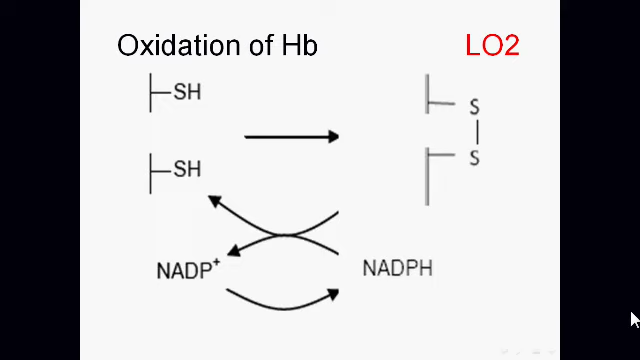 Oxidation of Hb
LO2
SH
S
SH
S
NADP+
NADPH